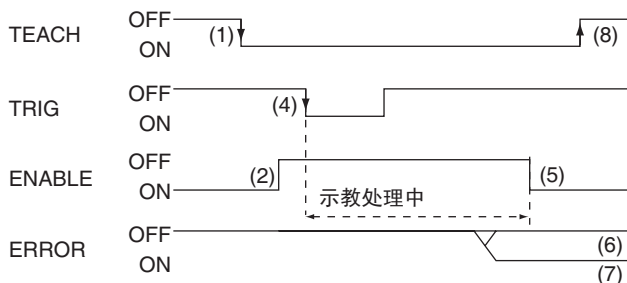 TEACH OFF (1) (8)
ON
TRIG OFF (4)
ON
ENABLE OFF
ON (2) (5)
示教处理中
ERROR OFF (6)
ON (7)